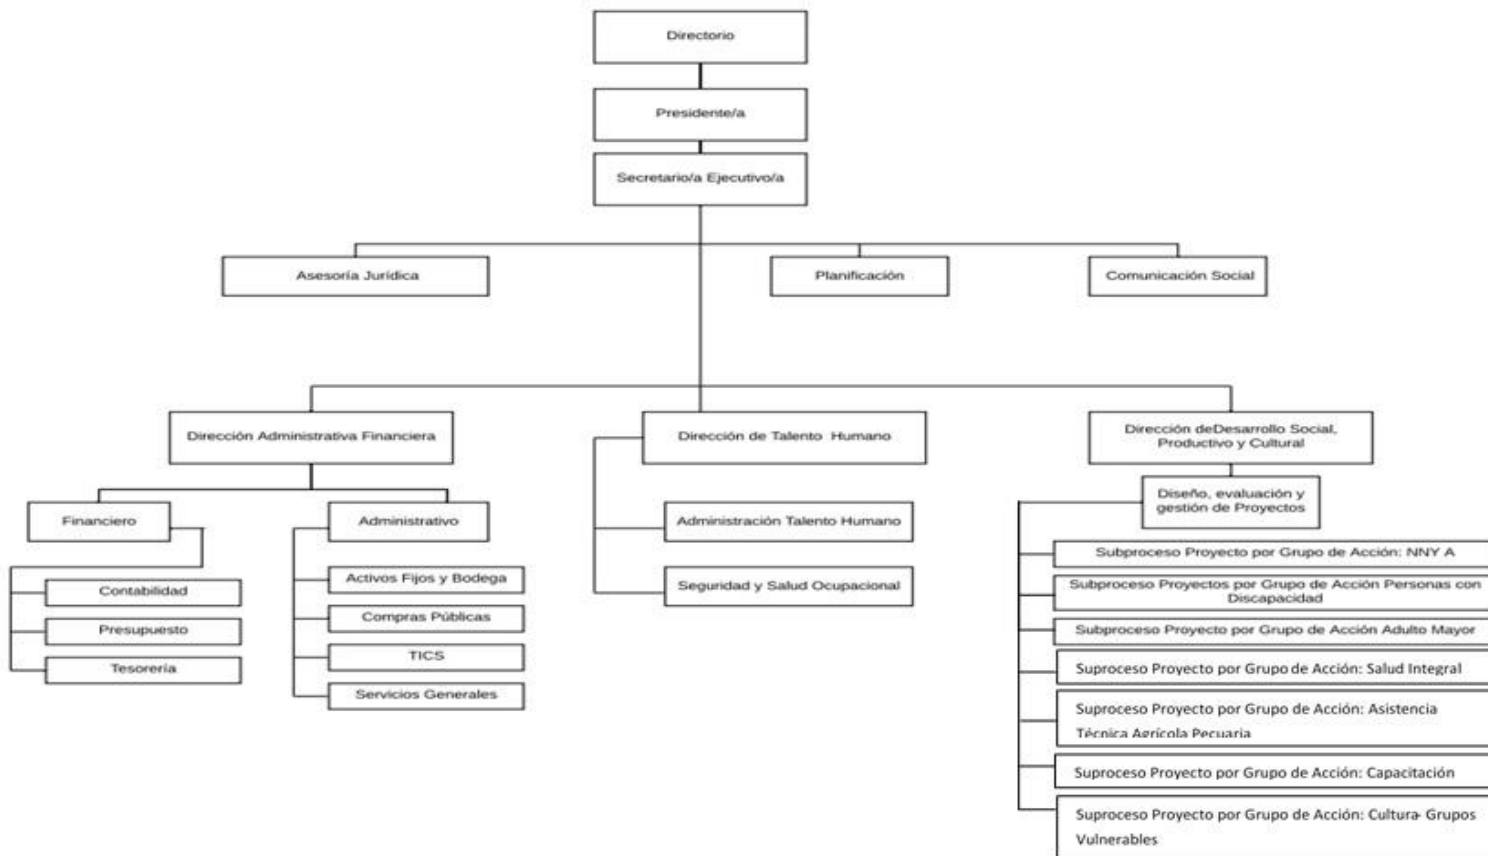 Directorio
Presidente/a
Secretario/a Ejecutivo/a
Asesoría Jurídica
Planificación
Comunicación Social
Dirección Administrativa Financiera
Dirección de Talento Humano
Dirección deDesarrollo Social,
Productivo y Cultural
Financiero
Contabilidad
Presupuesto
Tesorería
Administrativo
Activos Fijos y Bodega
Compras Públicas
TICS
Servicios Generales
Administración Talento Humano
Seguridad y Salud Ocupacional
Diseño, evaluación y
gestión de Proyectos
Subproceso Proyecto por Grupo de Acción: NNY A
Subproceso Proyectos por Grupo de Acción Personas con
Discapacidad
Subproceso Proyecto por Grupo de Acción Adulto Mayor
Suproceso Proyecto por Grupo de Acción: Salud Integral
Suproceso Proyecto por Grupo de Acción: Asistencia
Técnica Agrícola Pecuaria
Suproceso Proyecto por Grupo de Acción: Capacitación
Suproceso Proyecto por Grupo de Acción: Cultura- Grupos
Vulnerables